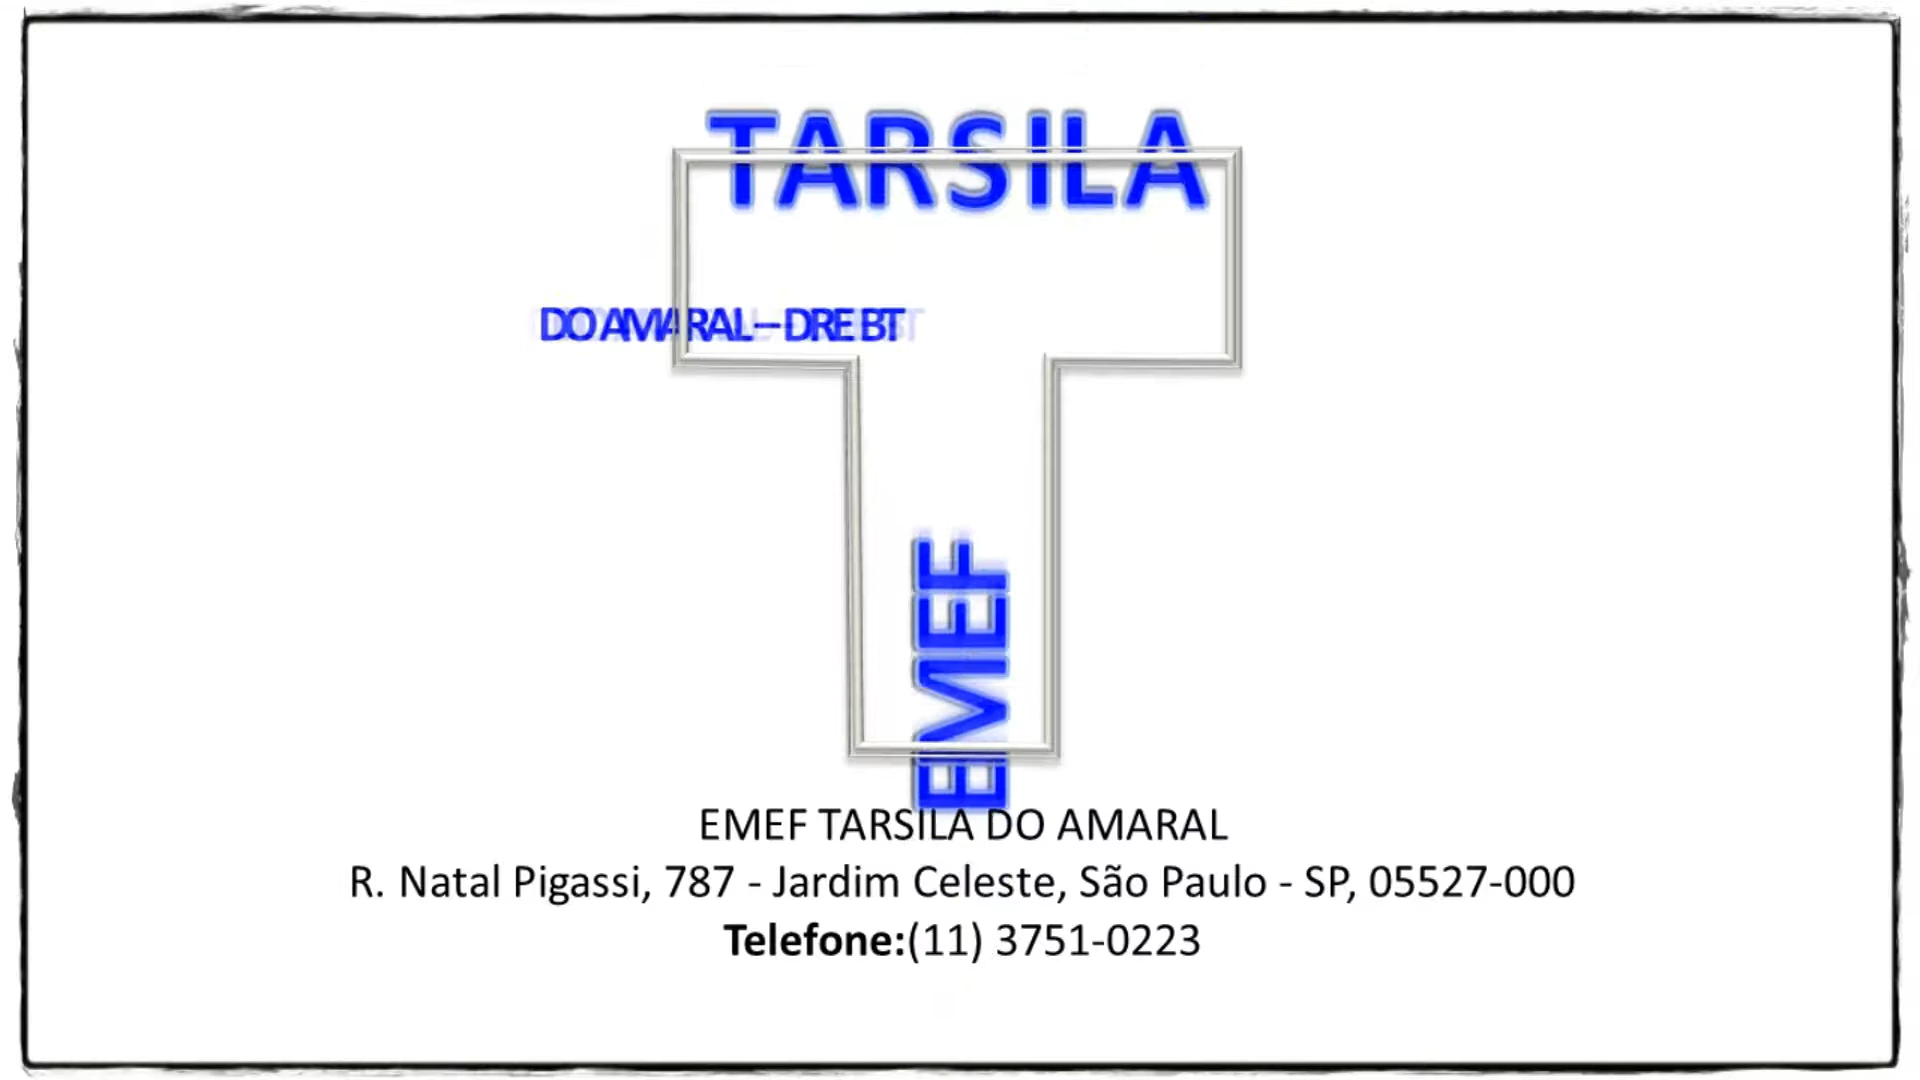 TARSILA
DO AMARAL – DRE BT
EMEF
EMEF TARSILA DO AMARAL
R. Natal Pigassi, 787 - Jardim Celeste, São Paulo - SP, 05527-000
Telefone:(11) 3751-0223